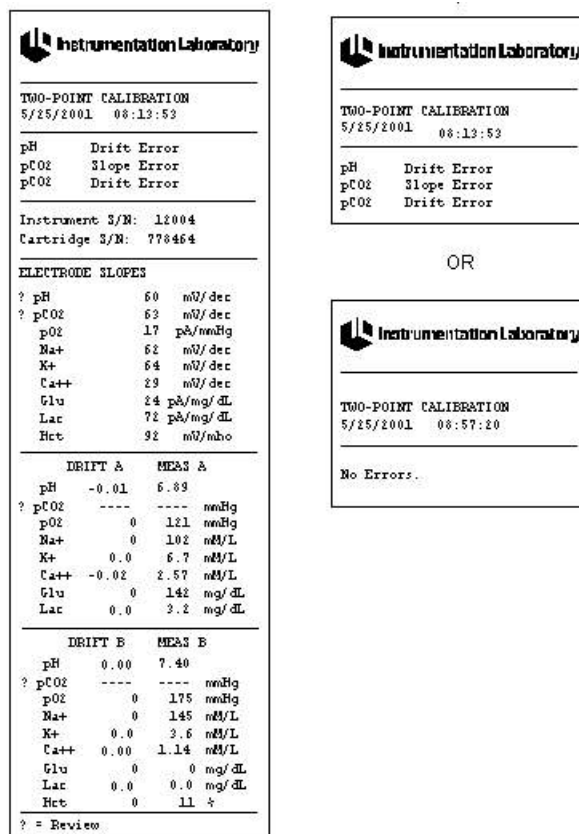 Instrumentation Laboratory
TWO-POINT CALIBRATION
5/25/2001 08:13:53
pH Drift Error
pCO2 Slope Error
pCO2 Drift Error
Instrument S/N: 12004
Cartridge S/N: 778464
ELECTRODE SLOPES
? pH 60 mV/dec
? pCO2 63 mV/dec
pO2 17 pA/mmHg
Na+ 62 mV/dec
K+ 64 mV/dec
Ca++ 29 mV/dec
Glu 24 pA/mg/dL
Lac 72 pA/mg/dL
Hct 92 mV/mho
DRIFT A MEAS A
pH -0.01 6.89
? pCO2 ---- ---- mmHg
pO2 0 121 mmHg
Na+ 0 102 mM/L
K+ 0.0 6.7 mM/L
Ca++ -0.02 2.57 mM/L
Glu 0 142 mg/dL
Lac 0.0 3.2 mg/dL
DRIFT B MEAS B
pH 0.00 7.40
? pCO2 ---- ---- mmHg
pO2 0 175 mmHg
Na+ 0 145 mM/L
K+ 0.0 3.6 mM/L
Ca++ 0.00 1.14 mM/L
Glu 0 0 mg/dL
Lac 0.0 0.0 mg/dL
Hct 0 11 %
? = Review
Instrumentation Laboratory
TWO-POINT CALIBRATION
5/25/2001 08:13:53
pH Drift Error
pCO2 Slope Error
pCO2 Drift Error
OR
Instrumentation Laboratory
TWO-POINT CALIBRATION
5/25/2001 08:57:20
No Errors.